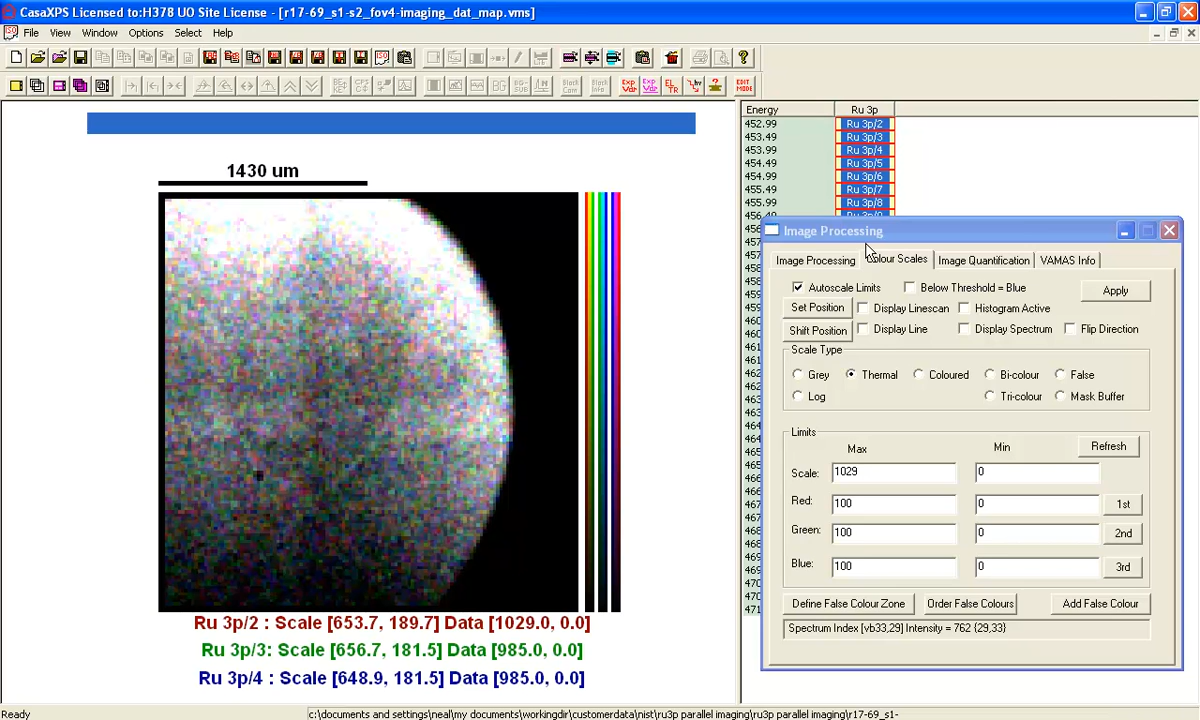 CasaXPS Licensed to:H378 UO Site License - [r17-69_s1-s2_fov4-imaging_dat_map.vms]
File View Window Options Select Help
1430 um
Ru 3p/2 : Scale [653.7, 189.7] Data [1029.0, 0.0]
Ru 3p/3: Scale [656.7, 181.5] Data [985.0, 0.0]
Ru 3p/4 : Scale [648.9, 181.5] Data [985.0, 0.0]
Energy Ru 3p
452.99 Ru 3p/2
453.49 Ru 3p/3
453.99 Ru 3p/4
454.49 Ru 3p/5
454.99 Ru 3p/6
455.49 Ru 3p/7
455.99 Ru 3p/8
Image Processing
Image Processing Colour Scales Image Quantification VAMAS Info
Autoscale Limits Below Threshold = Blue Apply
Set Position Display Linescan Histogram Active
Shift Position Display Line Display Spectrum Flip Direction
Scale Type
Grey Thermal Coloured Bi-colour False
Log Tri-colour Mask Buffer
Limits
Max Min Refresh
Scale: 1029 0
Red: 100 0 1st
Green: 100 0 2nd
Blue: 100 0 3rd
Define False Colour Zone Order False Colours Add False Colour
Spectrum Index [vb33,29] Intensity = 762 {29,33}
Ready c:\documents and settings\neal\my documents\workingdir\customerdata\nist\ru3p parallel imaging\ru3p parallel imaging\r17-69_s1-